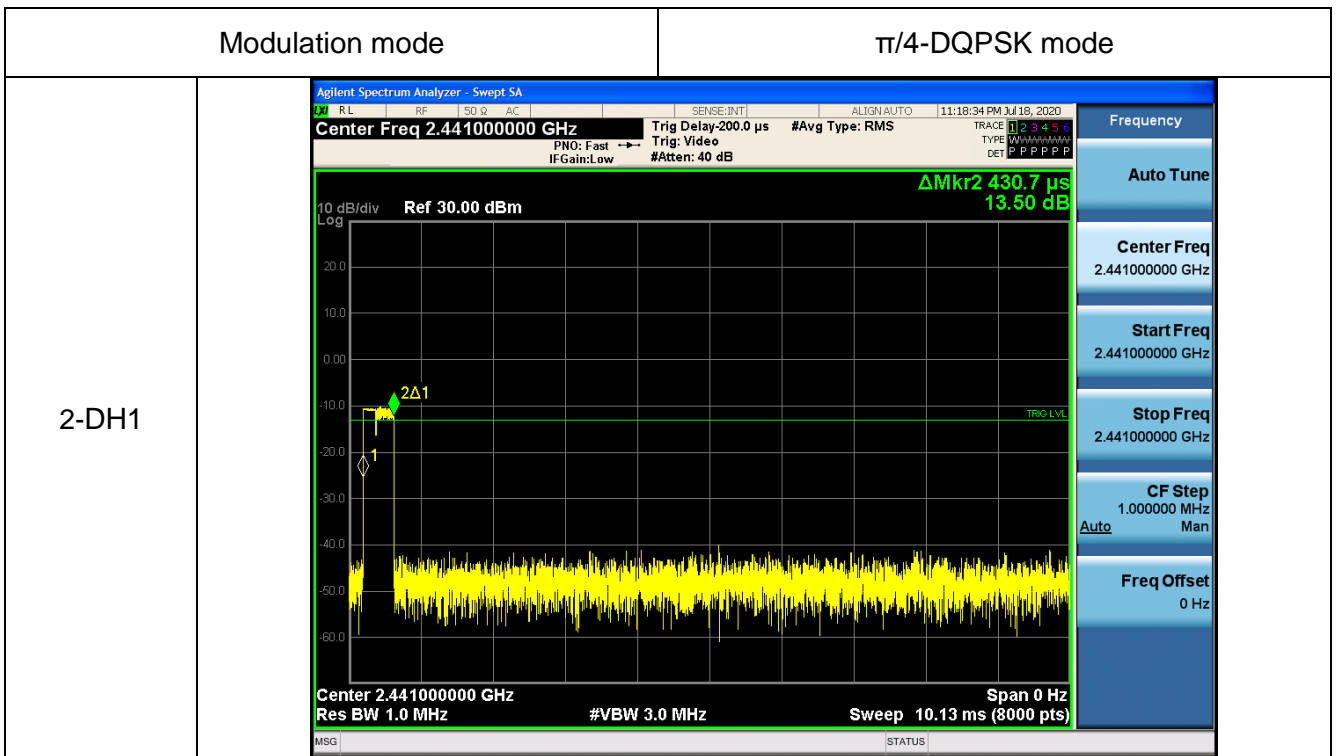 Modulation mode
π/4-DQPSK mode
2-DH1
Agilent Spectrum Analyzer - Swept SA
LXI RL RF 50 Ω AC SENSE:INT ALIGN AUTO 11:18:34 PM Jul 18, 2020
Center Freq 2.441000000 GHz
PNO: Fast
IFGain:Low
Trig Delay-200.0 µs
Trig: Video
#Atten: 40 dB
#Avg Type: RMS
TRACE 1 2 3 4 5 6
TYPE WWWWWW
DET P P P P P P
Frequency
ΔMkr2 430.7 µs
13.50 dB
10 dB/div Ref 30.00 dBm
Log
20.0
10.0
0.00
-10.0
-20.0
-30.0
-40.0
-50.0
-60.0
2Δ1
1
TRIG LVL
Center 2.441000000 GHz
Span 0 Hz
Res BW 1.0 MHz
#VBW 3.0 MHz
Sweep 10.13 ms (8000 pts)
MSG
STATUS
Auto Tune
Center Freq
2.441000000 GHz
Start Freq
2.441000000 GHz
Stop Freq
2.441000000 GHz
CF Step
1.000000 MHz
Auto Man
Freq Offset
0 Hz